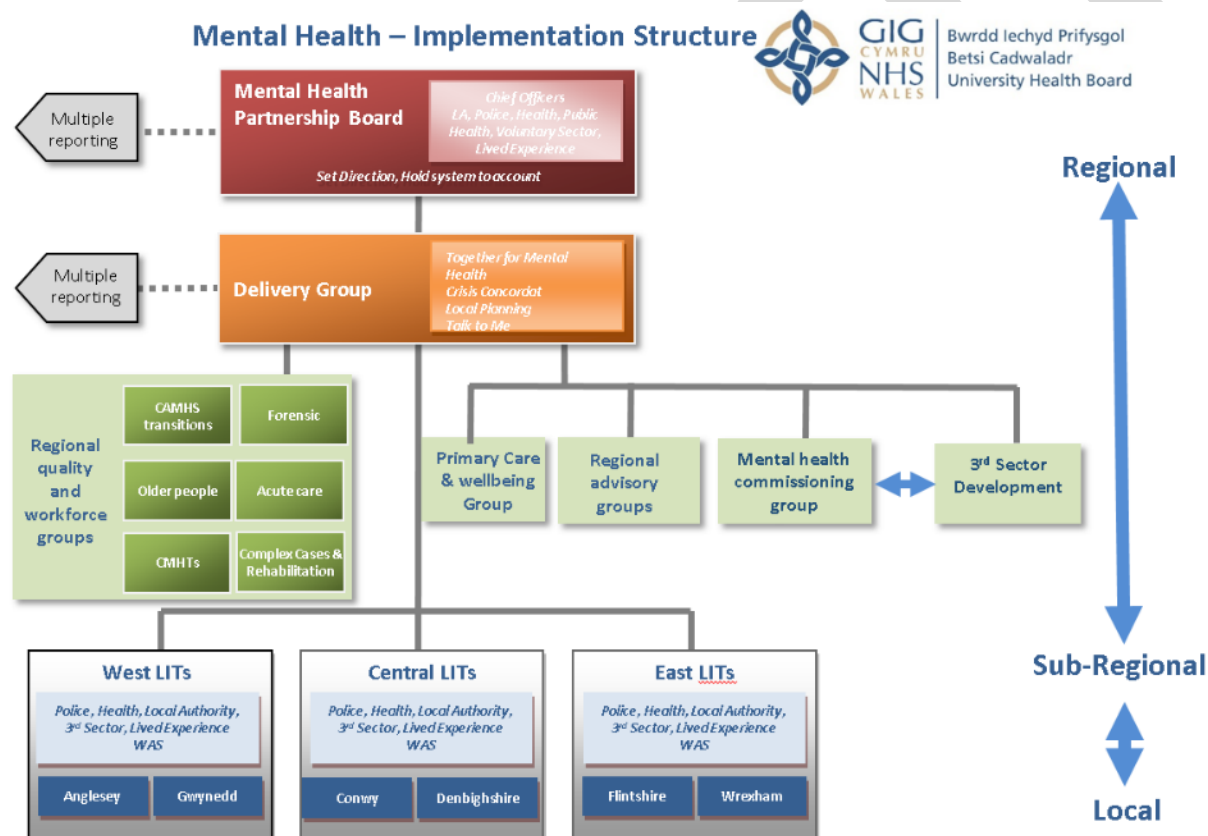 Mental Health – Implementation Structure
GIG
CYMRU
NHS
WALES
Bwrdd Iechyd Prifysgol
Betsi Cadwaladr
University Health Board
Multiple
reporting
Mental Health
Partnership Board
Chief Officers
LA, Police, Health, Public
Health, Voluntary Sector,
Lived Experience
Set Direction, Hold system to account
Regional
Multiple
reporting
Delivery Group
Together for Mental
Health
Crisis Concordat
Local Planning
Talk to Me
Regional
quality
and
workforce
groups
CAMHS
transitions
Forensic
Older people
Acute care
CMHTs
Complex Cases &
Rehabilitation
Primary Care
& wellbeing
Group
Regional
advisory
groups
Mental health
commissioning
group
3rd Sector
Development
Sub-Regional
West LITs
Police, Health, Local Authority,
3rd Sector, Lived Experience
WAS
Anglesey
Gwynedd
Central LITs
Police, Health, Local Authority,
3rd Sector, Lived Experience
WAS
Conwy
Denbighshire
East LITs
Police, Health, Local Authority,
3rd Sector, Lived Experience
WAS
Flintshire
Wrexham
Local